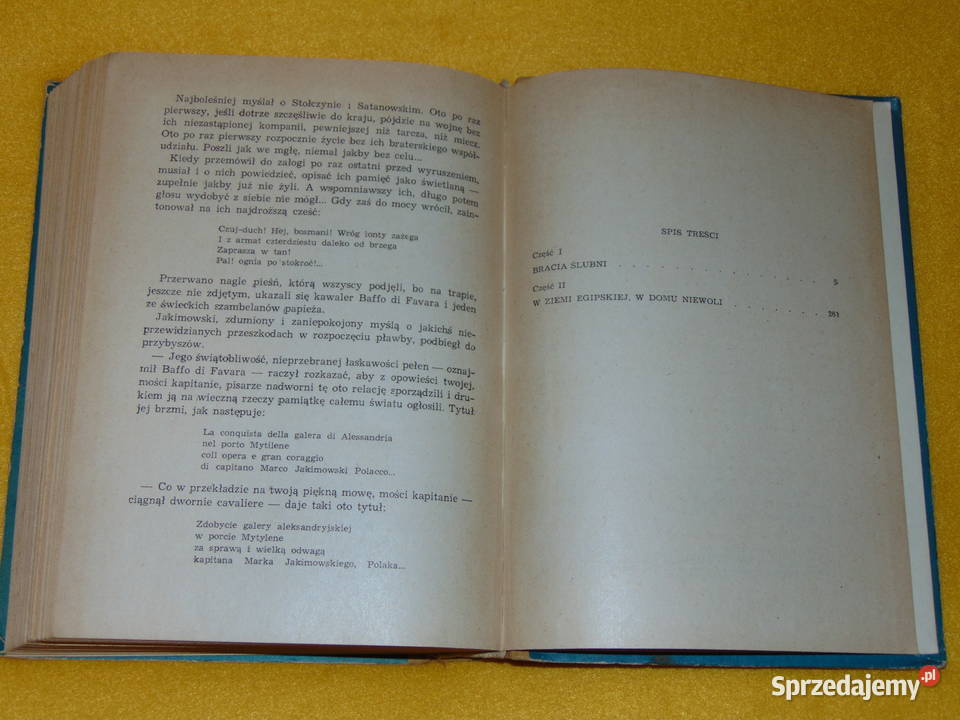 Najboleśniej myślał o Stołczynie i Satanowskim. Oto po raz
pierwszy, jeśli dotrze szczęśliwie do kraju, pójdzie na wojnę bez
ich niezastąpionej kompanii, pewniejszej niż tarcza, niż miecz.
Oto po raz pierwszy rozpocznie życie bez ich braterskiego współ-
udziału. Poszli jak we mgłę, niemal jakby bez celu...
Kiedy przemówił do załogi po raz ostatni przed wyruszeniem,
musiał i o nich powiedzieć, opisać ich pamięć jako świetlaną —
zupełnie jakby już nie żyli. A wspomniawszy ich, długo potem
głosu wydobyć z siebie nie mógł... Gdy zaś do mocy wrócił, zain-
tonował na ich najdroższą cześć:
Czuj-duch! Hej, bosmani! Wróg lonty zażega
I z armat czterdziestu daleko od brzega
Zaprasza w tan!
Pal! ognia po stokroć!...
Przerwano nagle pieśń, którą wszyscy podjęli, bo na trapie,
jeszcze nie zdjętym, ukazali się kawaler Baffo di Favara i jeden
ze świeckich szambelanów papieża.
Jakimowski, zdumiony i zaniepokojony myślą o jakichś nie-
przewidzianych przeszkodach w rozpoczęciu pławby, podbiegł do
przybyszów.
— Jego świątobliwość, nieprzebranej łaskawości pełen — oznaj-
mił Baffo di Favara — raczył rozkazać, aby z opowieści twojej,
mości kapitanie, pisarze nadworni tę oto relację sporządzili i dru-
kiem ją na wieczną rzeczy pamiątkę całemu światu ogłosili. Tytuł
jej brzmi, jak następuje:
La conquista della galera di Alessandria
nel porto Mytilene
coll opera e gran coraggio
di capitano Marco Jakimowski Polacco...
— Co w przekładzie na twoją piękną mowę, mości kapitanie —
ciągnął dwornie cavaliere — daje taki oto tytuł:
Zdobycie galery aleksandryjskiej
w porcie Mytylene
za sprawą i wielką odwagą
kapitana Marka Jakimowskiego, Polaka...
SPIS TREŚCI
Część I
BRACIA ŚLUBNI . . . . . . . . . . 5
Część II
W ZIEMI EGIPSKIEJ, W DOMU NIEWOLI . . . . . 261
Sprzedajemy.pl